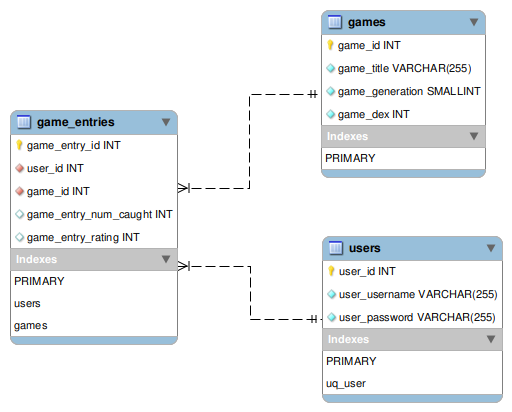 games
game_id INT
game_title VARCHAR(255)
game_generation SMALLINT
game_dex INT
Indexes
PRIMARY
game_entries
game_entry_id INT
user_id INT
game_id INT
game_entry_num_caught INT
game_entry_rating INT
Indexes
PRIMARY
users
games
users
user_id INT
user_username VARCHAR(255)
user_password VARCHAR(255)
Indexes
PRIMARY
uq_user